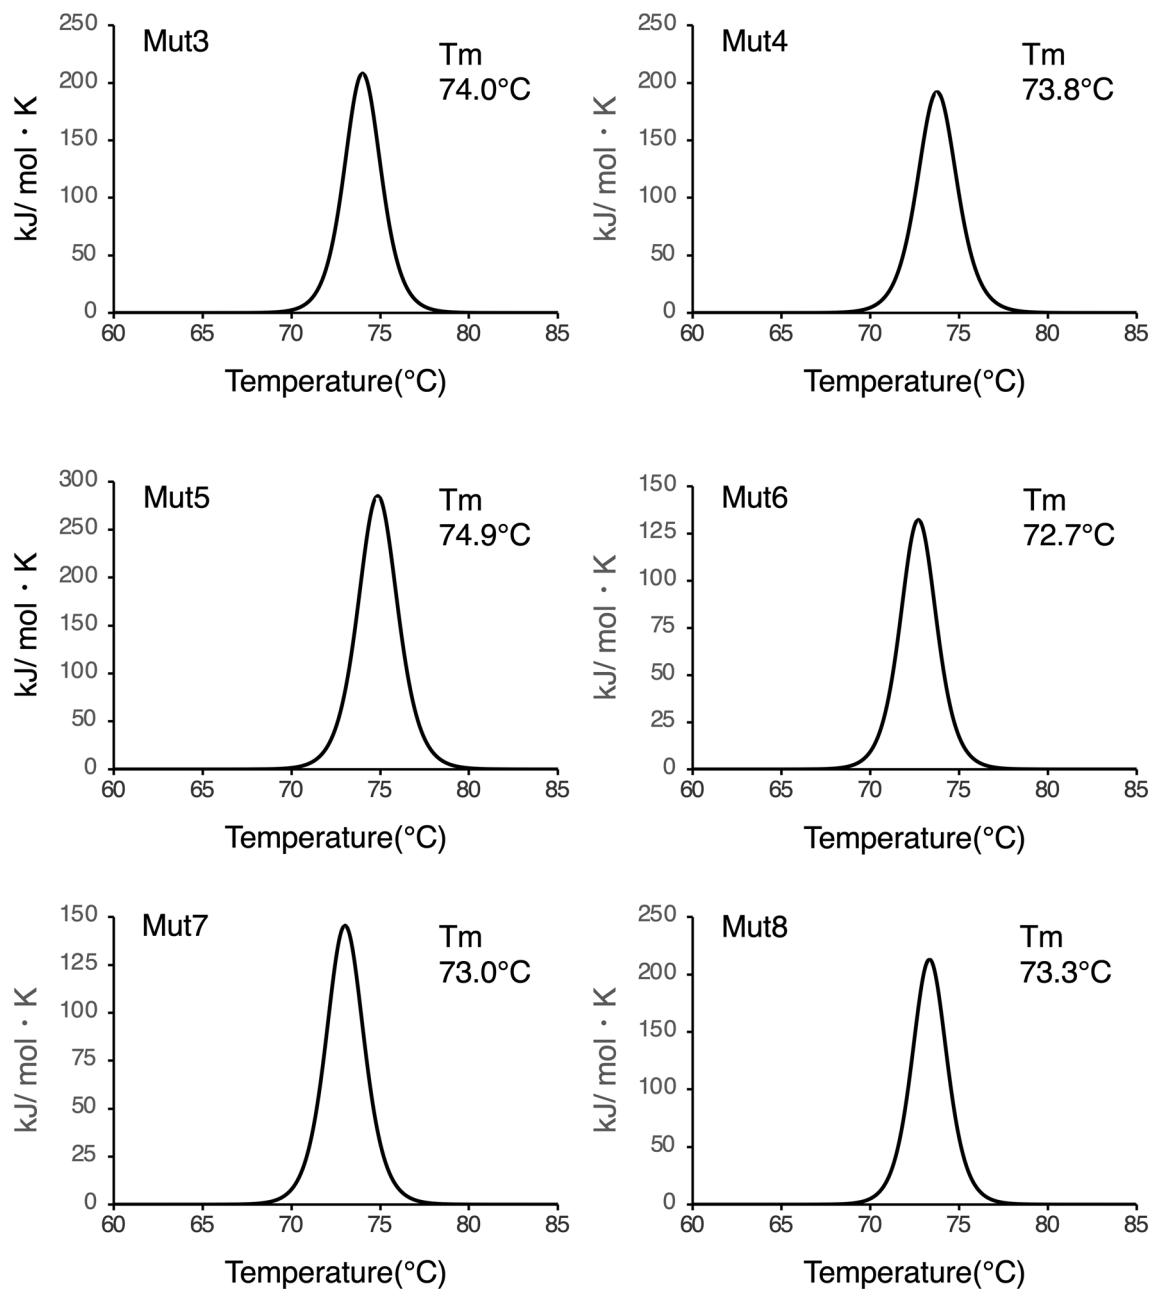 Mut3
Tm
74.0°C
250
200
150
100
50
0
kJ/ mol・K
60 65 70 75 80 85
Temperature(°C)
Mut4
Tm
73.8°C
250
200
150
100
50
0
kJ/ mol・K
60 65 70 75 80 85
Temperature(°C)
Mut5
Tm
74.9°C
300
250
200
150
100
50
0
kJ/ mol・K
60 65 70 75 80 85
Temperature(°C)
Mut6
Tm
72.7°C
150
125
100
75
50
25
0
kJ/ mol・K
60 65 70 75 80 85
Temperature(°C)
Mut7
Tm
73.0°C
150
125
100
75
50
25
0
kJ/ mol・K
60 65 70 75 80 85
Temperature(°C)
Mut8
Tm
73.3°C
250
200
150
100
50
0
kJ/ mol・K
60 65 70 75 80 85
Temperature(°C)